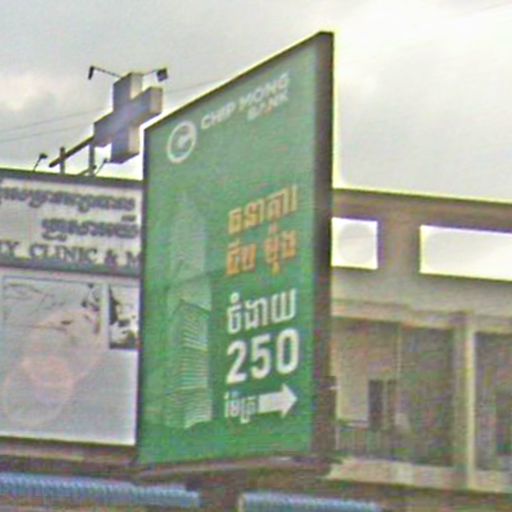 CHIP MONG
BANK
ធនាគារ
ជីប ម៉ុង
ចំងាយ
250
ម៉ែត្រ
CLINIC &